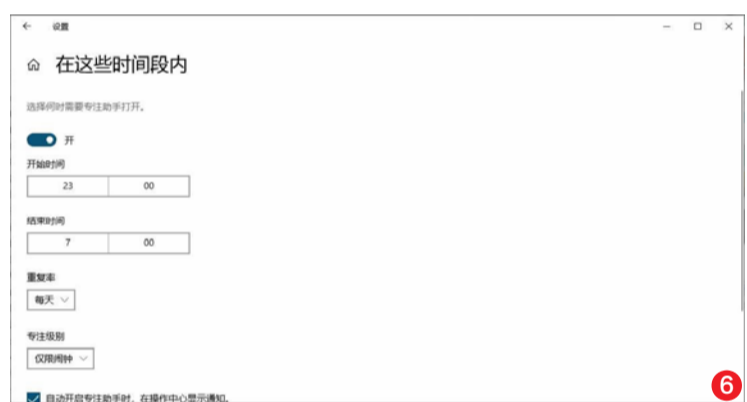 设置
在这些时间段内
选择何时需要专注助手打开。
开
开始时间
23 00
结束时间
7 00
重复率
每天
专注级别
仅限闹钟
自动开启专注助手时，在操作中心显示通知。
6